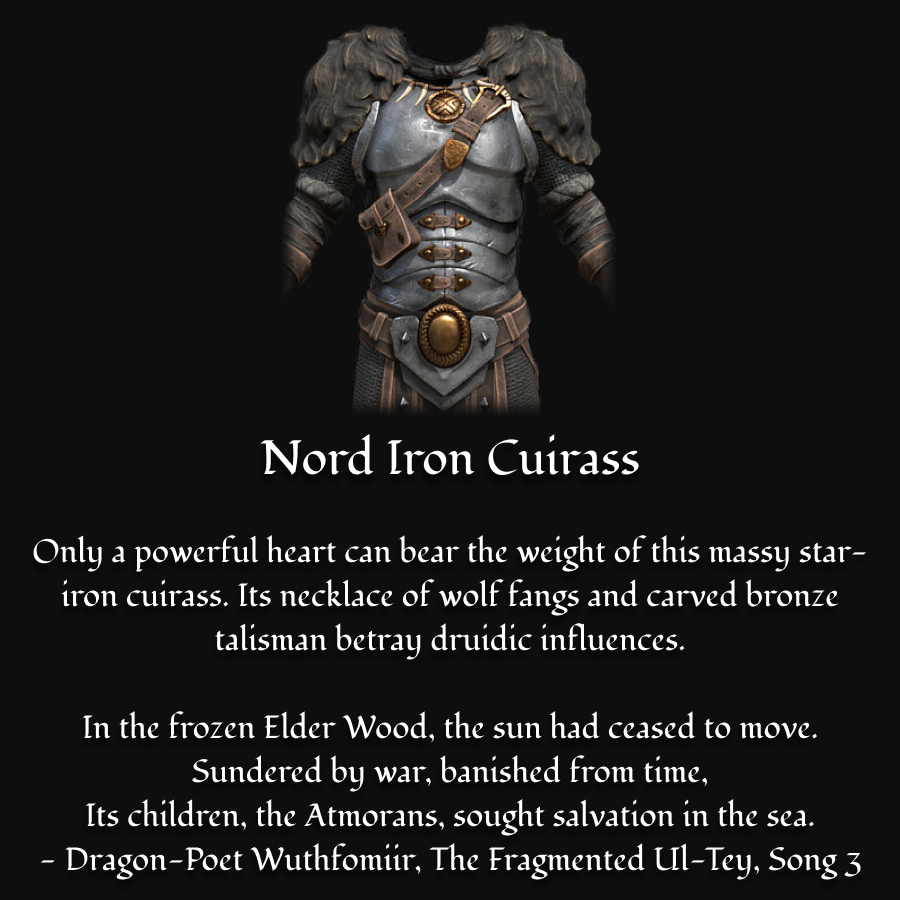 Nord Iron Cuirass
Only a powerful heart can bear the weight of this massy star-
iron cuirass. Its necklace of wolf fangs and carved bronze
talisman betray druidic influences.
In the frozen Elder Wood, the sun had ceased to move.
Sundered by war, banished from time,
Its children, the Atmorans, sought salvation in the sea.
- Dragon-Poet Wuthfomiir, The Fragmented Ul-Tey, Song 3